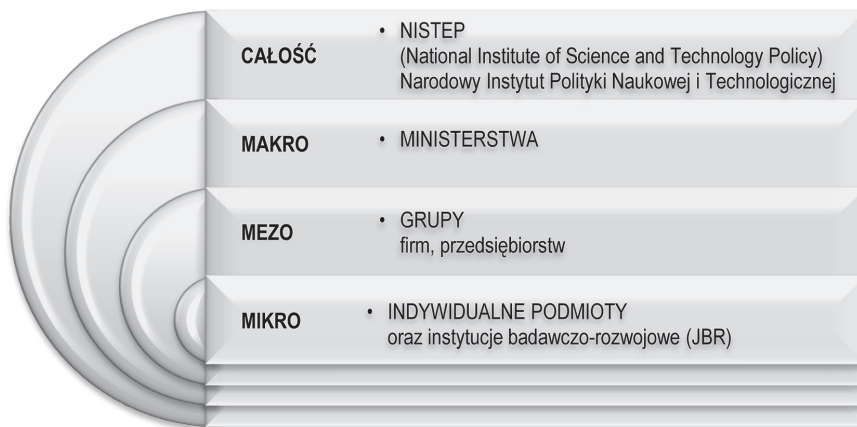 CAŁOŚĆ
• NISTEP
(National Institute of Science and Technology Policy)
Narodowy Instytut Polityki Naukowej i Technologicznej
MAKRO
• MINISTERSTWA
MEZO
• GRUPY
firm, przedsiębiorstw
MIKRO
• INDYWIDUALNE PODMIOTY
oraz instytucje badawczo-rozwojowe (JBR)